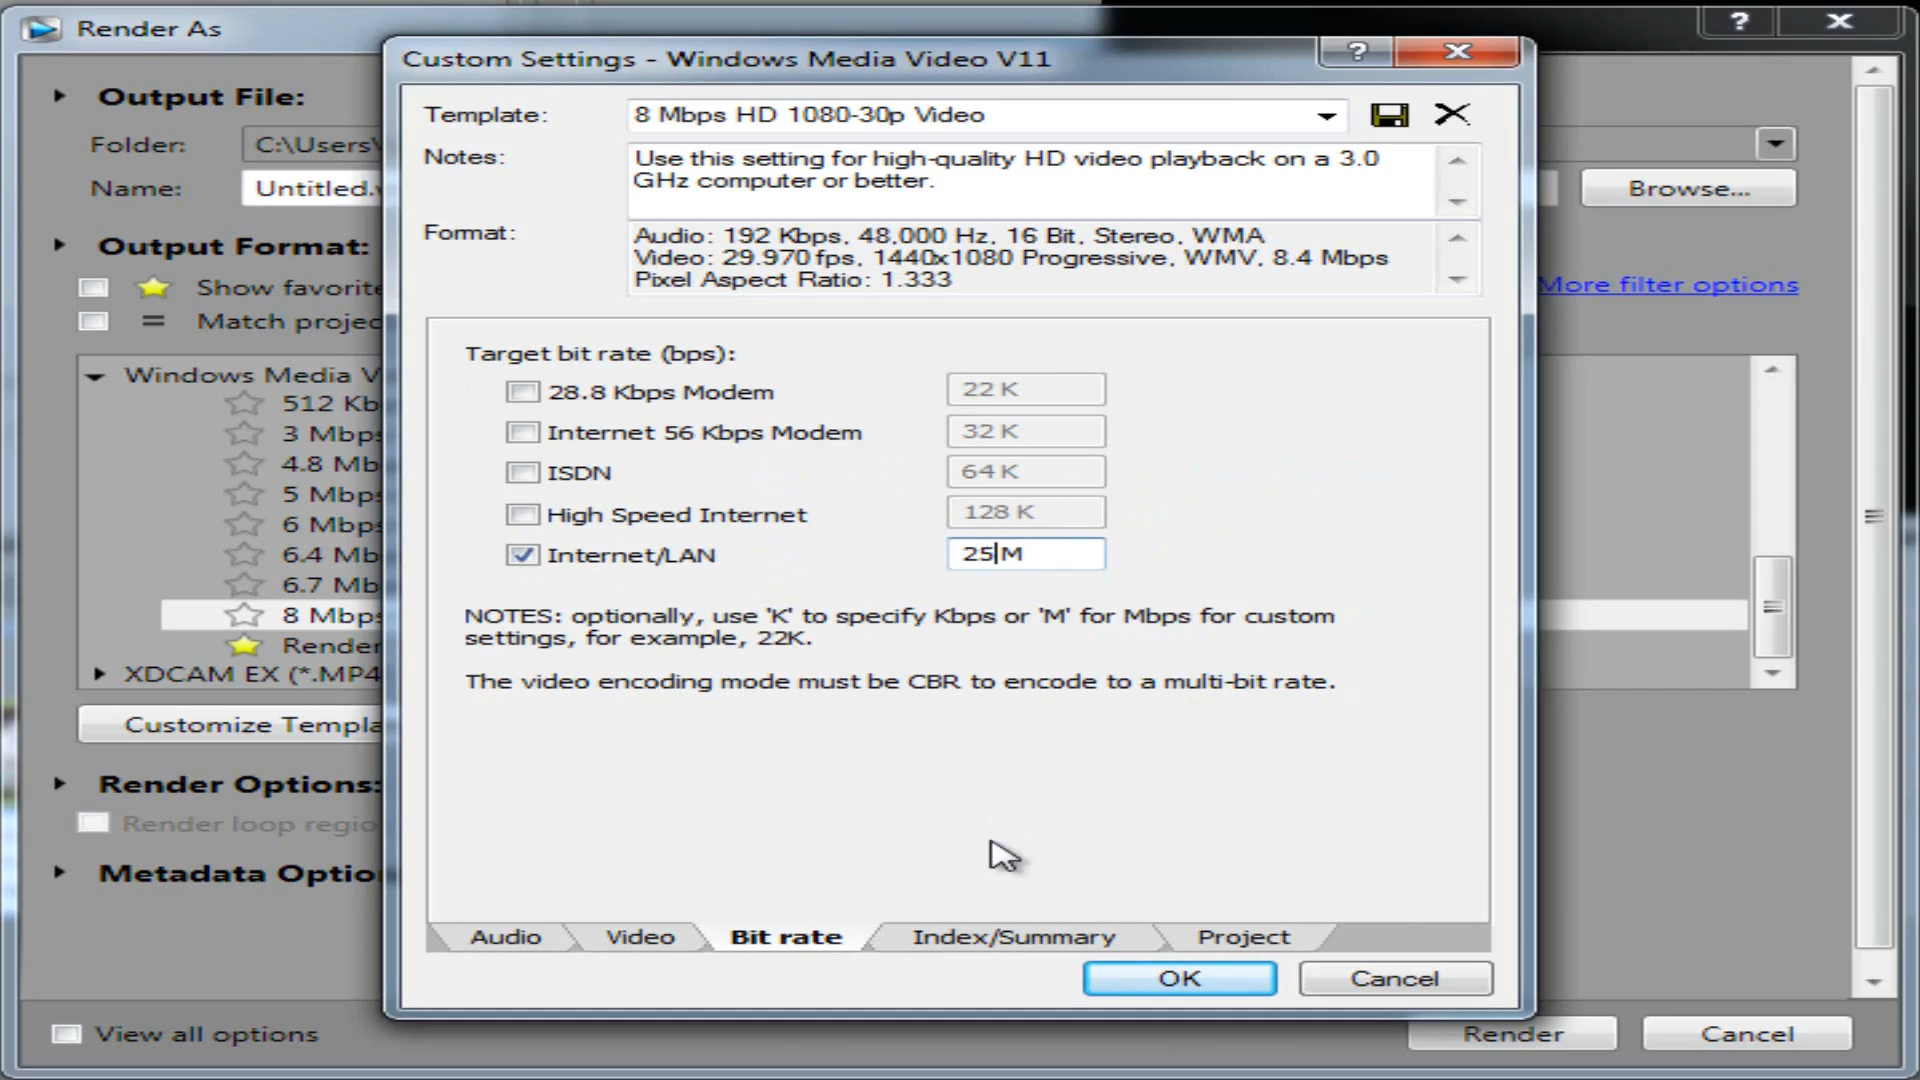 Render As
Custom Settings - Windows Media Video V11
Output File:
Folder: C:\Users\
Name: Untitled.
Browse...
Output Format:
Show favorite
Match projec
More filter options
Windows Media V
512 Kb
3 Mbps
4.8 Mb
5 Mbps
6 Mbps
6.4 Mb
6.7 Mb
8 Mbps
Render
XDCAM EX (*.MP4
Customize Templa
Render Options:
Render loop regio
Metadata Optio
View all options
Render
Cancel
Template: 8 Mbps HD 1080-30p Video
Notes: Use this setting for high-quality HD video playback on a 3.0
GHz computer or better.
Format: Audio: 192 Kbps, 48,000 Hz, 16 Bit, Stereo, WMA
Video: 29.970 fps, 1440x1080 Progressive, WMV, 8.4 Mbps
Pixel Aspect Ratio: 1.333
Target bit rate (bps):
28.8 Kbps Modem 22 K
Internet 56 Kbps Modem 32 K
ISDN 64 K
High Speed Internet 128 K
Internet/LAN 25 M
NOTES: optionally, use 'K' to specify Kbps or 'M' for Mbps for custom
settings, for example, 22K.
The video encoding mode must be CBR to encode to a multi-bit rate.
Audio Video Bit rate Index/Summary Project
OK Cancel